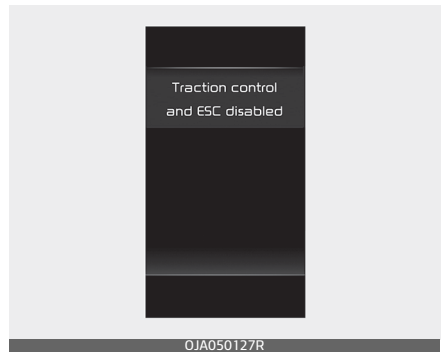 Traction control
and ESC disabled
OJA050127R